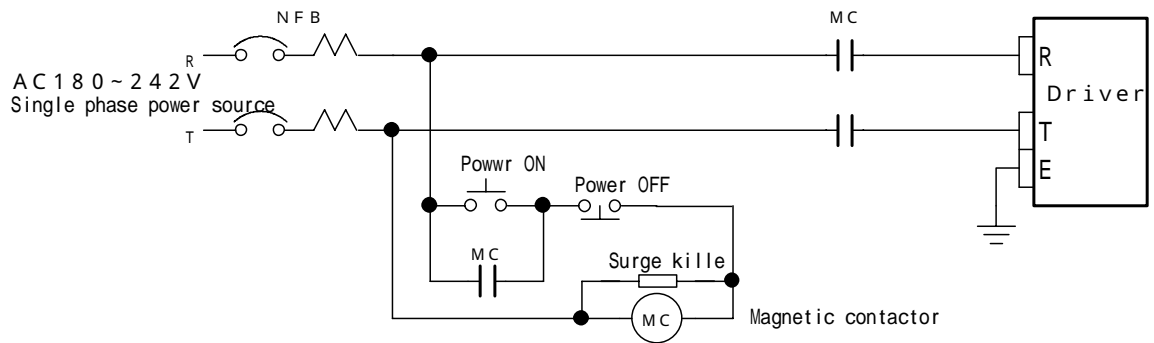 NFB
MC
R
R
AC180~242V
Driver
Single phase power source
T
T
E
Powwr ON
Power OFF
MC
Surge kille
MC
Magnetic contactor